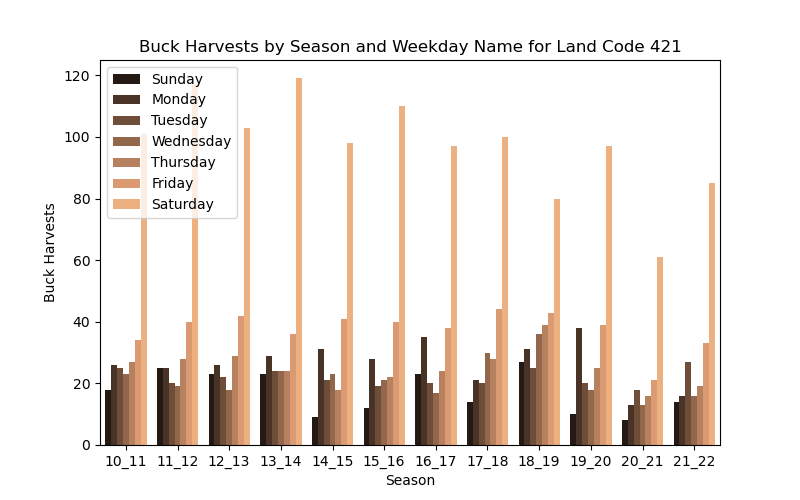 Buck Harvests by Season and Weekday Name for Land Code 421
Buck Harvests
120
100
80
60
40
20
0
Sunday
Monday
Tuesday
Wednesday
Thursday
Friday
Saturday
10_11 11_12 12_13 13_14 14_15 15_16 16_17 17_18 18_19 19_20 20_21 21_22
Season